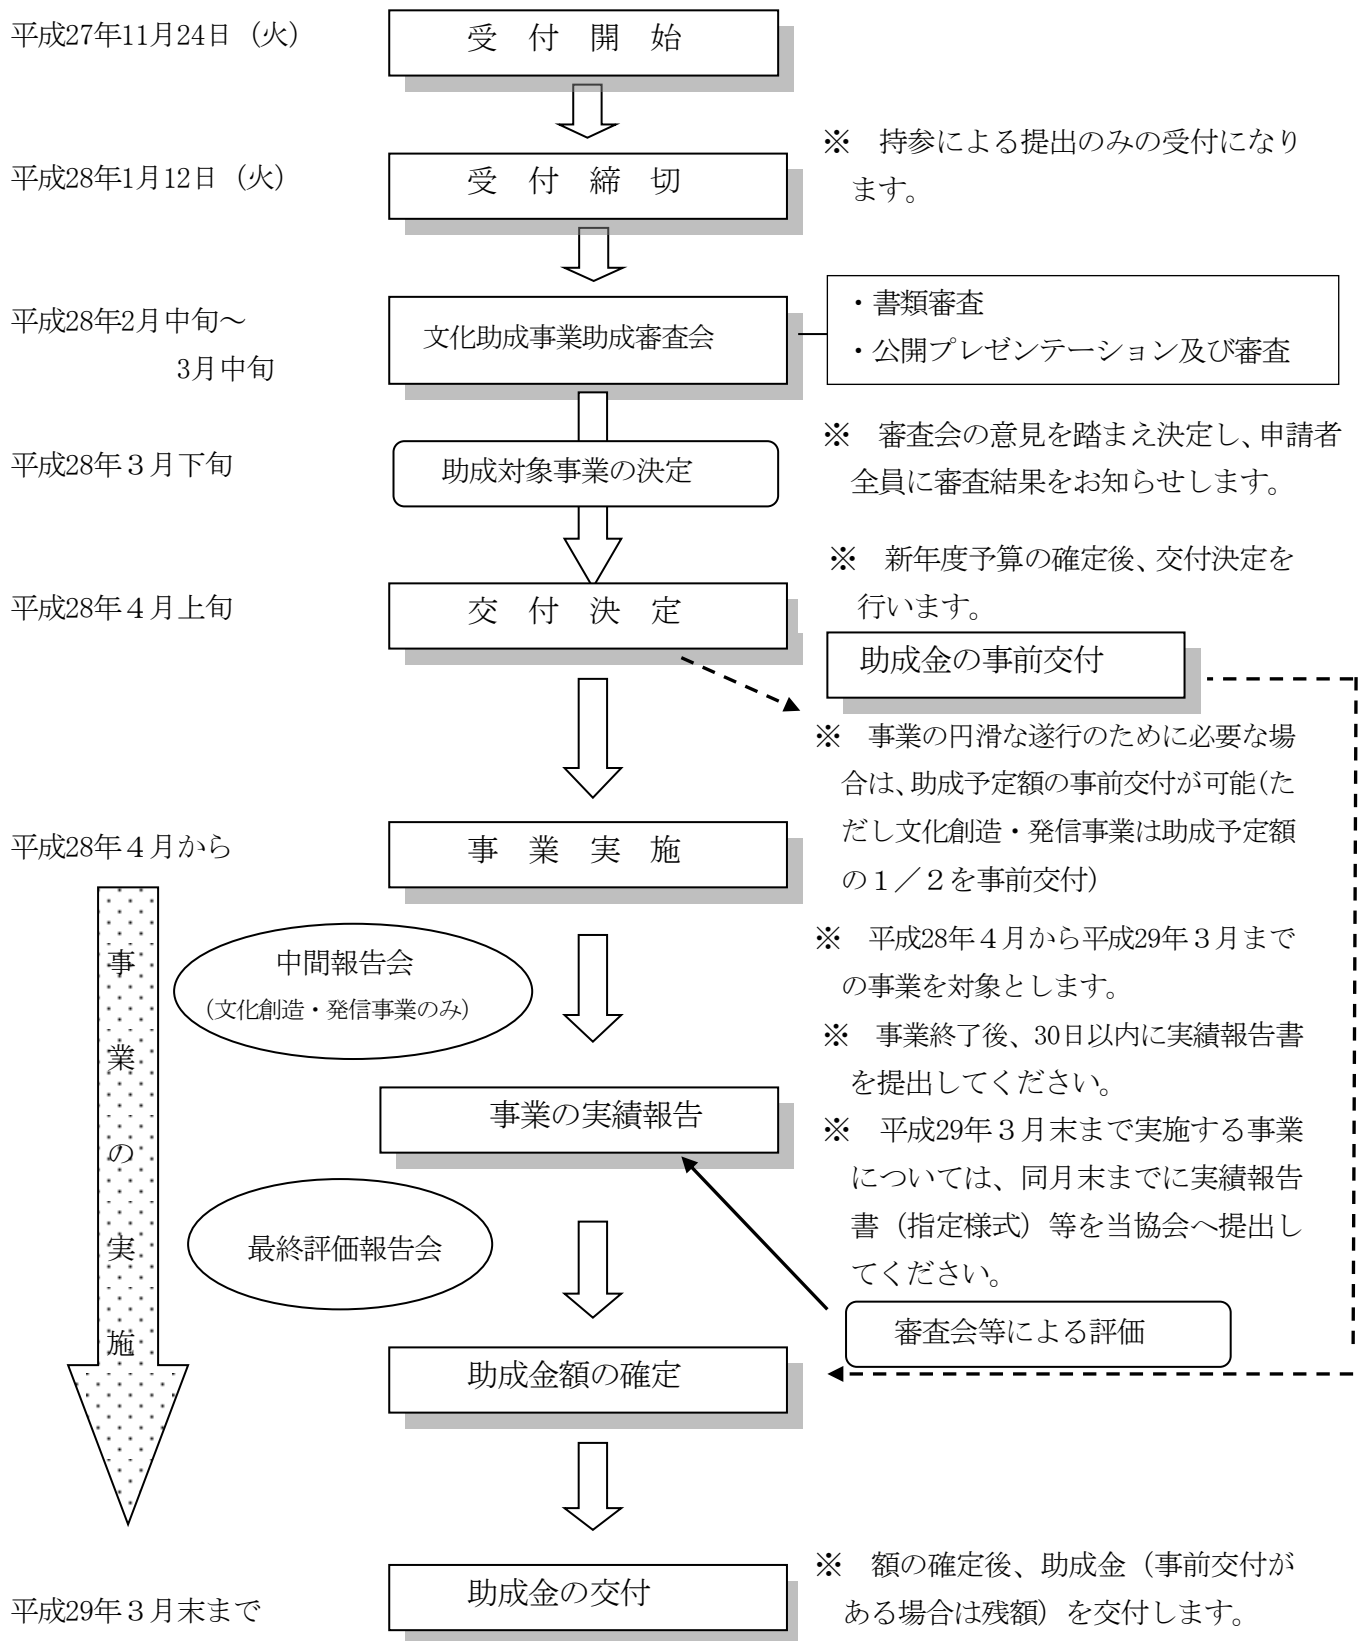 平成27年11月24日（火）
受　付　開　始
平成28年1月12日（火）
受　付　締　切
※　持参による提出のみの受付になり
ます。
平成28年2月中旬～
3月中旬
文化助成事業助成審査会
・書類審査
・公開プレゼンテーション及び審査
平成28年３月下旬
助成対象事業の決定
※　審査会の意見を踏まえ決定し、申請者
全員に審査結果をお知らせします。
平成28年４月上旬
交　付　決　定
※　新年度予算の確定後、交付決定を
行います。
助成金の事前交付
※　事業の円滑な遂行のために必要な場
合は、助成予定額の事前交付が可能（た
だし文化創造・発信事業は助成予定額
の１／２を事前交付）
平成28年４月から
事　業　実　施
※　平成28年４月から平成29年３月まで
の事業を対象とします。
事業の実施
中間報告会
（文化創造・発信事業のみ）
※　事業終了後、30日以内に実績報告書
を提出してください。
事業の実績報告
※　平成29年３月末まで実施する事業
については、同月末までに実績報告
書（指定様式）等を当協会へ提出し
てください。
最終評価報告会
審査会等による評価
助成金額の確定
平成29年３月末まで
助成金の交付
※　額の確定後、助成金（事前交付が
ある場合は残額）を交付します。